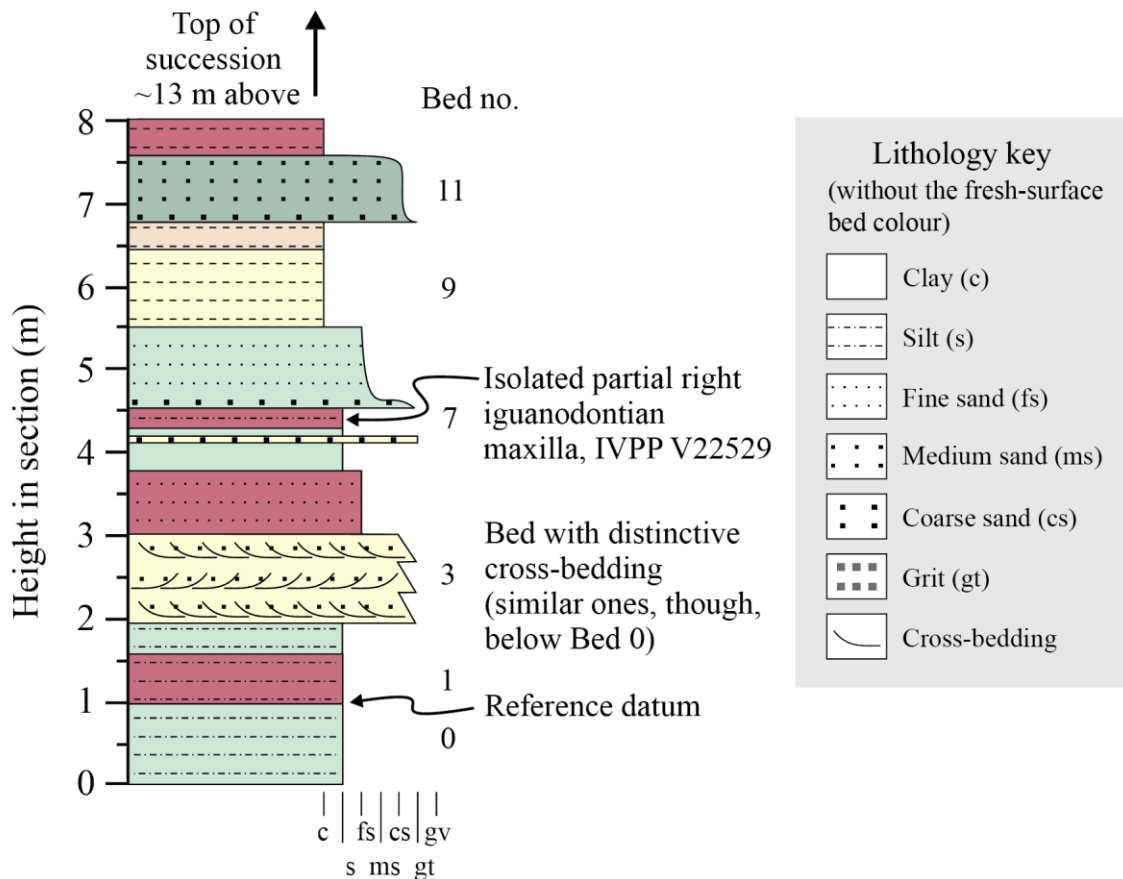 Top of
succession
~13 m above
Bed no.
Height in section (m)
8
7
6
5
4
3
2
1
0
11
9
7
3
1
0
Isolated partial right
iguanodontian
maxilla, IVPP V22529
Bed with distinctive
cross-bedding
(similar ones, though,
below Bed 0)
Reference datum
c fs cs gv
s ms gt
Lithology key
(without the fresh-surface
bed colour)
Clay (c)
Silt (s)
Fine sand (fs)
Medium sand (ms)
Coarse sand (cs)
Grit (gt)
Cross-bedding